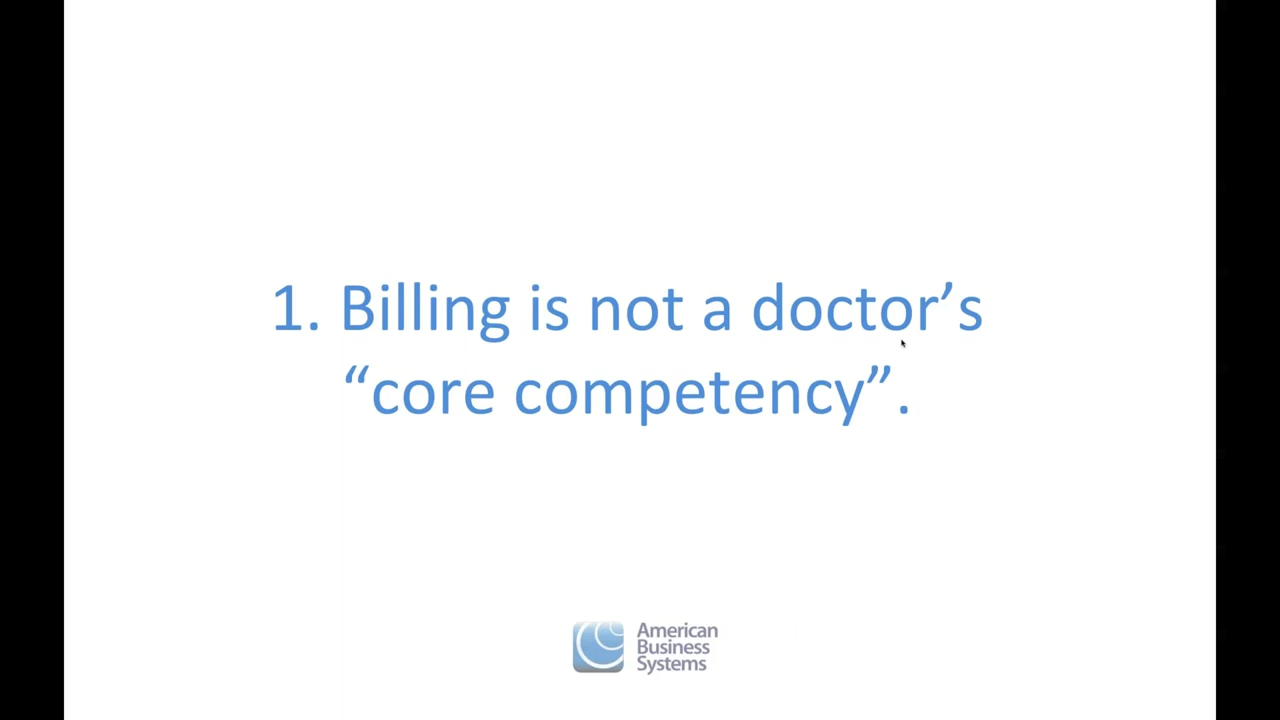 1. Billing is not a doctor’s
“core competency”.
American
Business
Systems